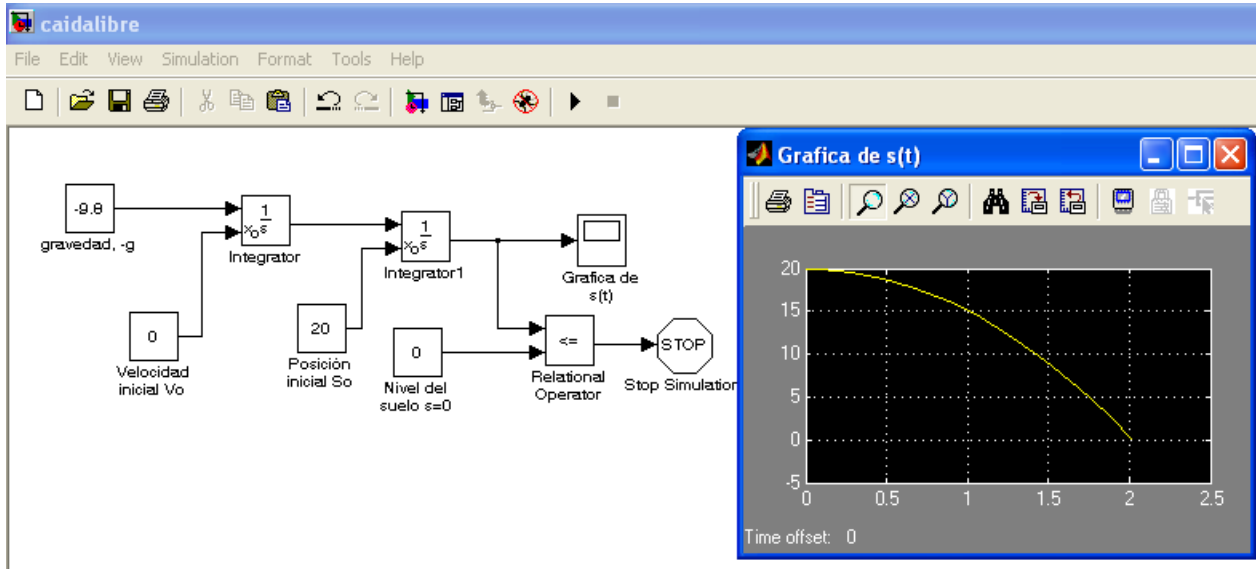 caidalibre
File Edit View Simulation Format Tools Help
Grafica de s(t)
-9.8
gravedad, -g
1
s
xo
Integrator
1
s
xo
Integrator1
Grafica de
s(t)
0
Velocidad
inicial Vo
20
Posición
inicial So
0
Nivel del
suelo s=0
<=
Relational
Operator
STOP
Stop Simulation
20
15
10
5
0
-5
0 0.5 1 1.5 2 2.5
Time offset: 0